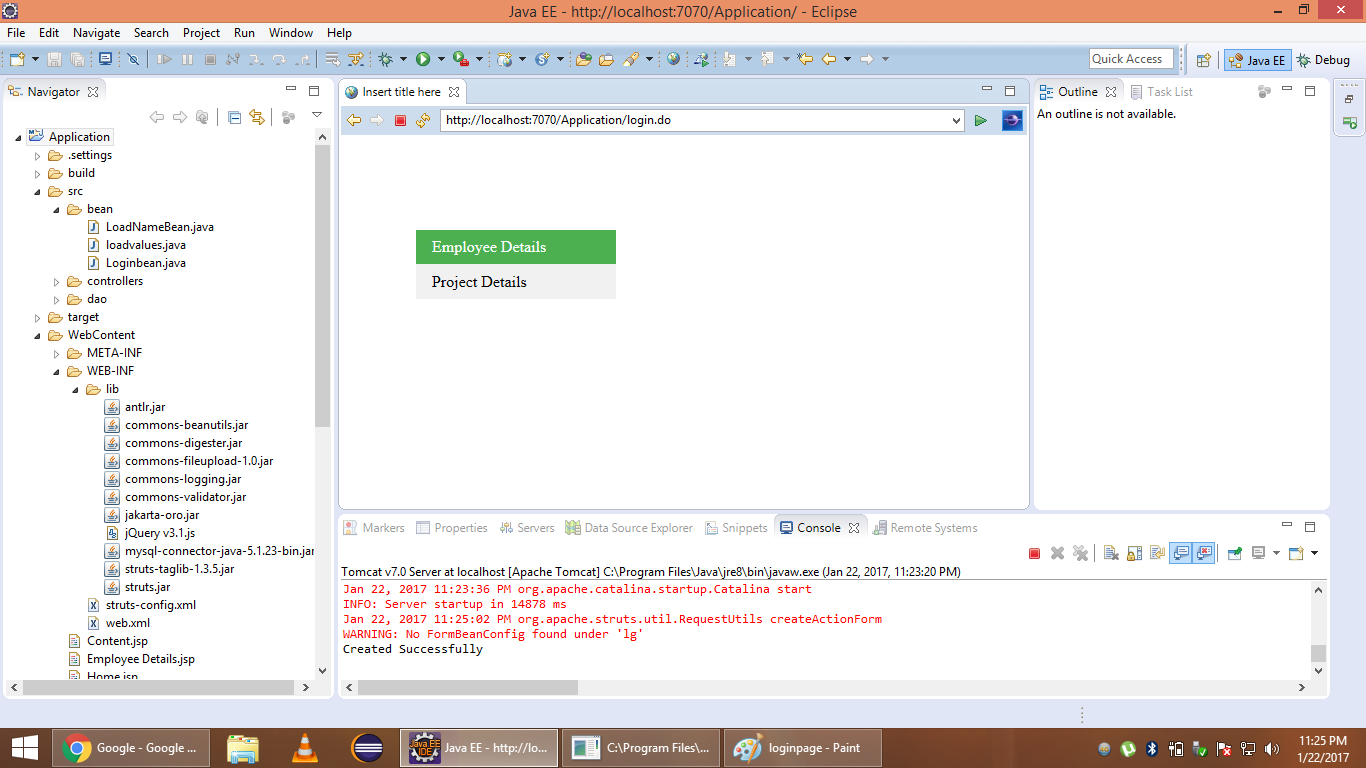 Java EE - http://localhost:7070/Application/ - Eclipse
File Edit Navigate Search Project Run Window Help
Quick Access Java EE Debug
Navigator
Application
.settings
build
src
bean
LoadNameBean.java
loadvalues.java
Loginbean.java
controllers
dao
target
WebContent
META-INF
WEB-INF
lib
antlr.jar
commons-beanutils.jar
commons-digester.jar
commons-fileupload-1.0.jar
commons-logging.jar
commons-validator.jar
jakarta-oro.jar
jQuery v3.1.js
mysql-connector-java-5.1.23-bin.jar
struts-taglib-1.3.5.jar
struts.jar
struts-config.xml
web.xml
Content.jsp
Employee Details.jsp
Home.jsp
Insert title here
http://localhost:7070/Application/login.do
Employee Details
Project Details
Outline Task List
An outline is not available.
Markers Properties Servers Data Source Explorer Snippets Console Remote Systems
Tomcat v7.0 Server at localhost [Apache Tomcat] C:\Program Files\Java\jre8\bin\javaw.exe (Jan 22, 2017, 11:23:20 PM)
Jan 22, 2017 11:23:36 PM org.apache.catalina.startup.Catalina start
INFO: Server startup in 14878 ms
Jan 22, 2017 11:25:02 PM org.apache.struts.util.RequestUtils createActionForm
WARNING: No FormBeanConfig found under 'lg'
Created Successfully
Google - Google ... Java EE - http://lo... C:\Program Files\... loginpage - Paint
11:25 PM
1/22/2017